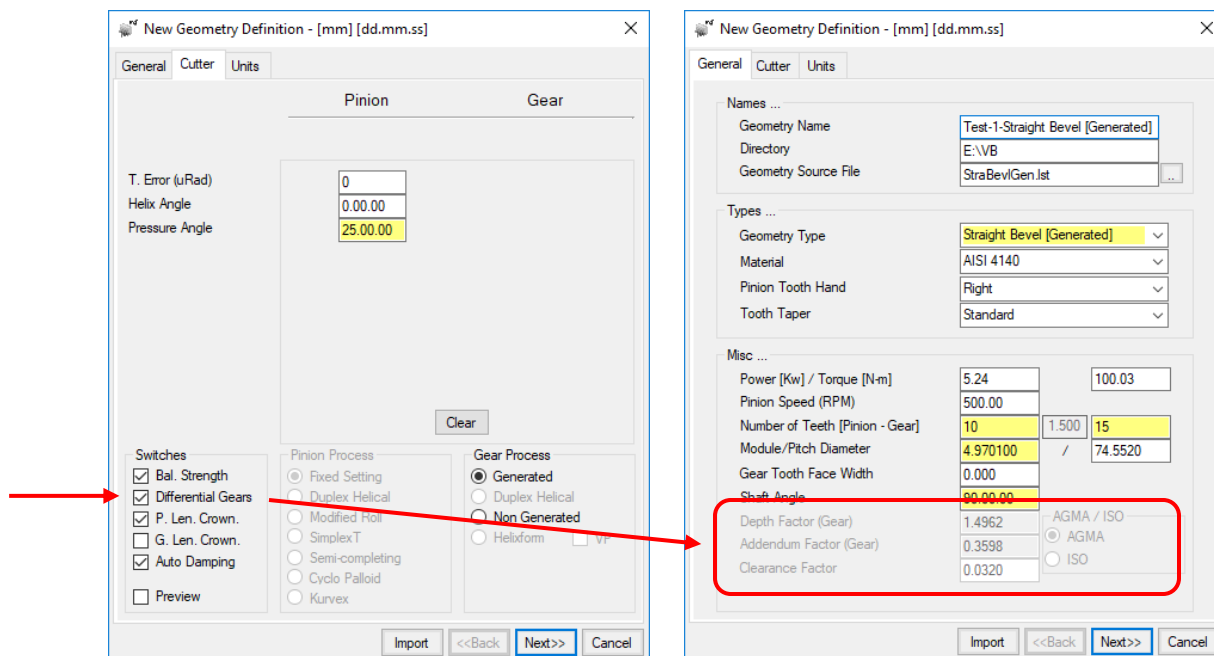 New Geometry Definition - [mm] [dd.mm.ss]
General Cutter Units
Pinion Gear
T. Error (uRad) 0
Helix Angle 0.00.00
Pressure Angle 25.00.00
Clear
Switches
Bal. Strength
Differential Gears
P. Len. Crown.
G. Len. Crown.
Auto Damping
Preview
Pinion Process
Fixed Setting
Duplex Helical
Modified Roll
SimplexT
Semi-completing
Cyclo Palloid
Kurvex
Gear Process
Generated
Duplex Helical
Non Generated
Helixform VP
Import <<Back Next>> Cancel
New Geometry Definition - [mm] [dd.mm.ss]
General Cutter Units
Names ...
Geometry Name Test-1-Straight Bevel [Generated]
Directory E:\VB
Geometry Source File StraBevlGen.lst ..
Types ...
Geometry Type Straight Bevel [Generated]
Material AISI 4140
Pinion Tooth Hand Right
Tooth Taper Standard
Misc ...
Power [Kw] / Torque [N-m] 5.24 100.03
Pinion Speed (RPM) 500.00
Number of Teeth [Pinion - Gear] 10 1.500 15
Module/Pitch Diameter 4.970100 / 74.5520
Gear Tooth Face Width 0.000
Shaft Angle 90.00.00
Depth Factor (Gear) 1.4962
Addendum Factor (Gear) 0.3598
Clearance Factor 0.0320
AGMA / ISO
AGMA
ISO
Import <<Back Next>> Cancel